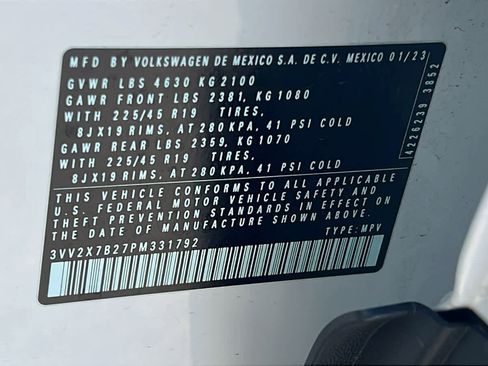 MFD BY VOLKSWAGEN DE MEXICO S.A. DE C.V. MEXICO 01/23
GVWR LBS 4630 KG 2100
GAWR FRONT LBS 2381, KG 1080
WITH 225/45 R19 TIRES,
8JX19 RIMS, AT 280 KPA, 41 PSI COLD
GAWR REAR LBS 2359, KG 1070
WITH 225/45 R19 TIRES,
8JX19 RIMS, AT 280 KPA, 41 PSI COLD
THIS VEHICLE CONFORMS TO ALL APPLICABLE
U.S. FEDERAL MOTOR VEHICLE SAFETY AND
THEFT PREVENTION STANDARDS IN EFFECT ON
THE DATE OF MANUFACTURE SHOWN ABOVE.
3VV2X7B27PM331792 TYPE: MPV
4226239 3852